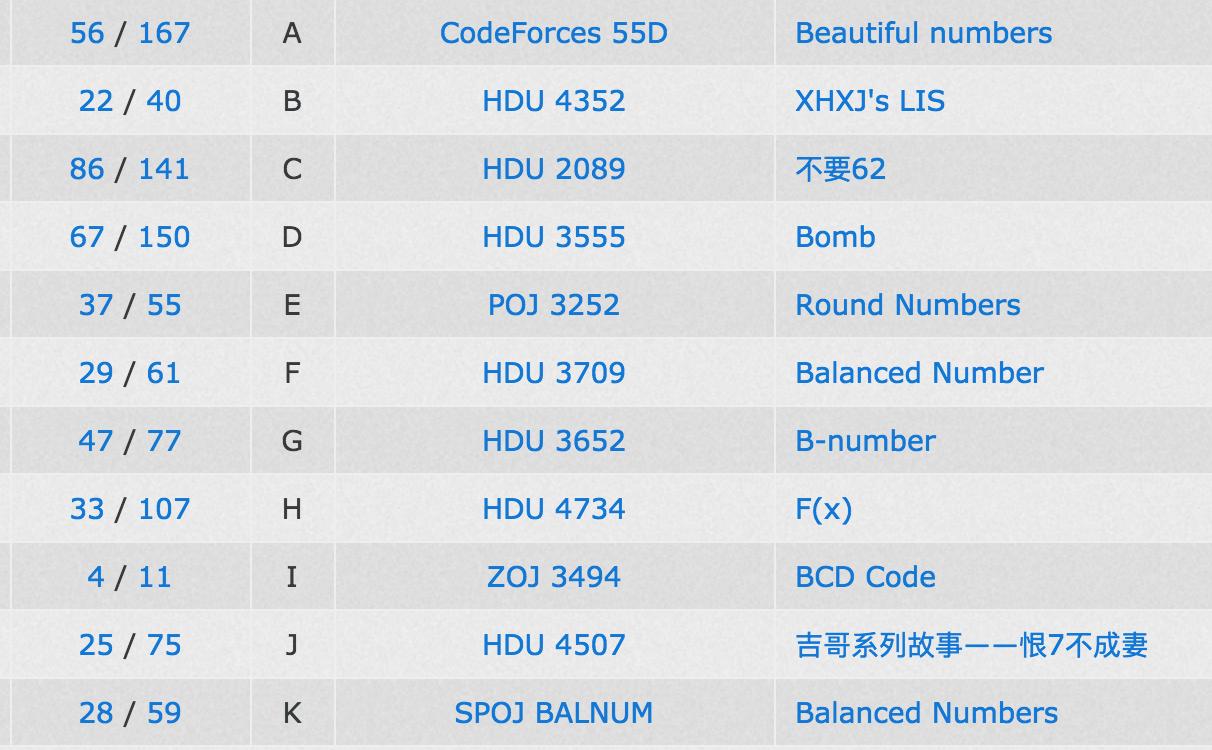 56 / 167 A CodeForces 55D Beautiful numbers
22 / 40 B HDU 4352 XHXJ's LIS
86 / 141 C HDU 2089 不要62
67 / 150 D HDU 3555 Bomb
37 / 55 E POJ 3252 Round Numbers
29 / 61 F HDU 3709 Balanced Number
47 / 77 G HDU 3652 B-number
33 / 107 H HDU 4734 F(x)
4 / 11 I ZOJ 3494 BCD Code
25 / 75 J HDU 4507 吉哥系列故事——恨7不成妻
28 / 59 K SPOJ BALNUM Balanced Numbers